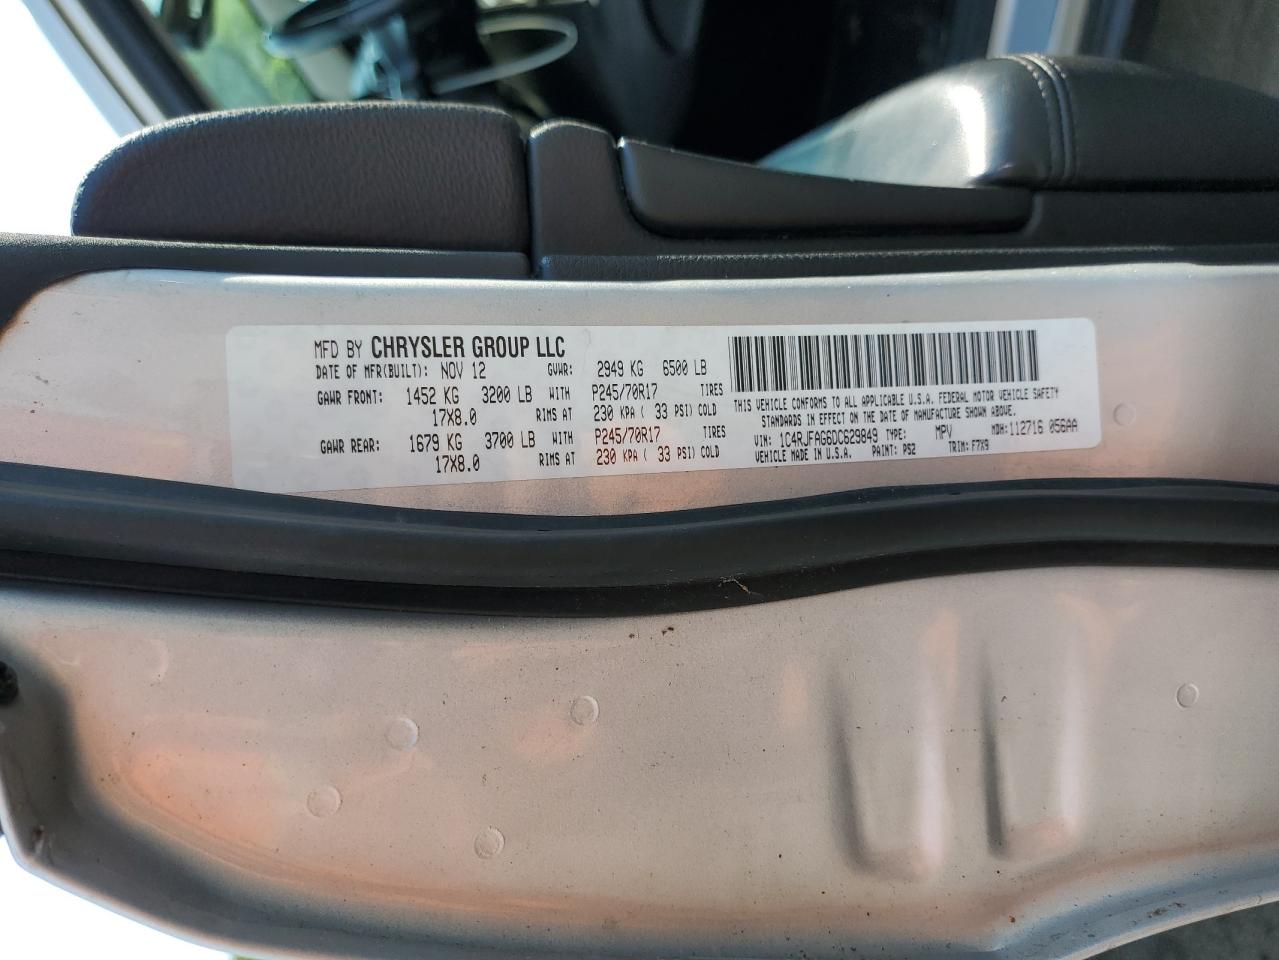 MFD BY CHRYSLER GROUP LLC
DATE OF MFR(BUILT): NOV 12 GVWR: 2949 KG 6500 LB
GAWR FRONT: 1452 KG 3200 LB WITH P245/70R17 TIRES
17X8.0 RIMS AT 230 KPA ( 33 PSI) COLD
GAWR REAR: 1679 KG 3700 LB WITH P245/70R17 TIRES
17X8.0 RIMS AT 230 KPA ( 33 PSI) COLD
THIS VEHICLE CONFORMS TO ALL APPLICABLE U.S.A. FEDERAL MOTOR VEHICLE SAFETY
STANDARDS IN EFFECT ON THE DATE OF MANUFACTURE SHOWN ABOVE.
VIN: 1C4RJFAG6DC629849 TYPE: MPV MDH: 112716 056AA
VEHICLE MADE IN U.S.A. PAINT: PS2 TRIM: F7X9